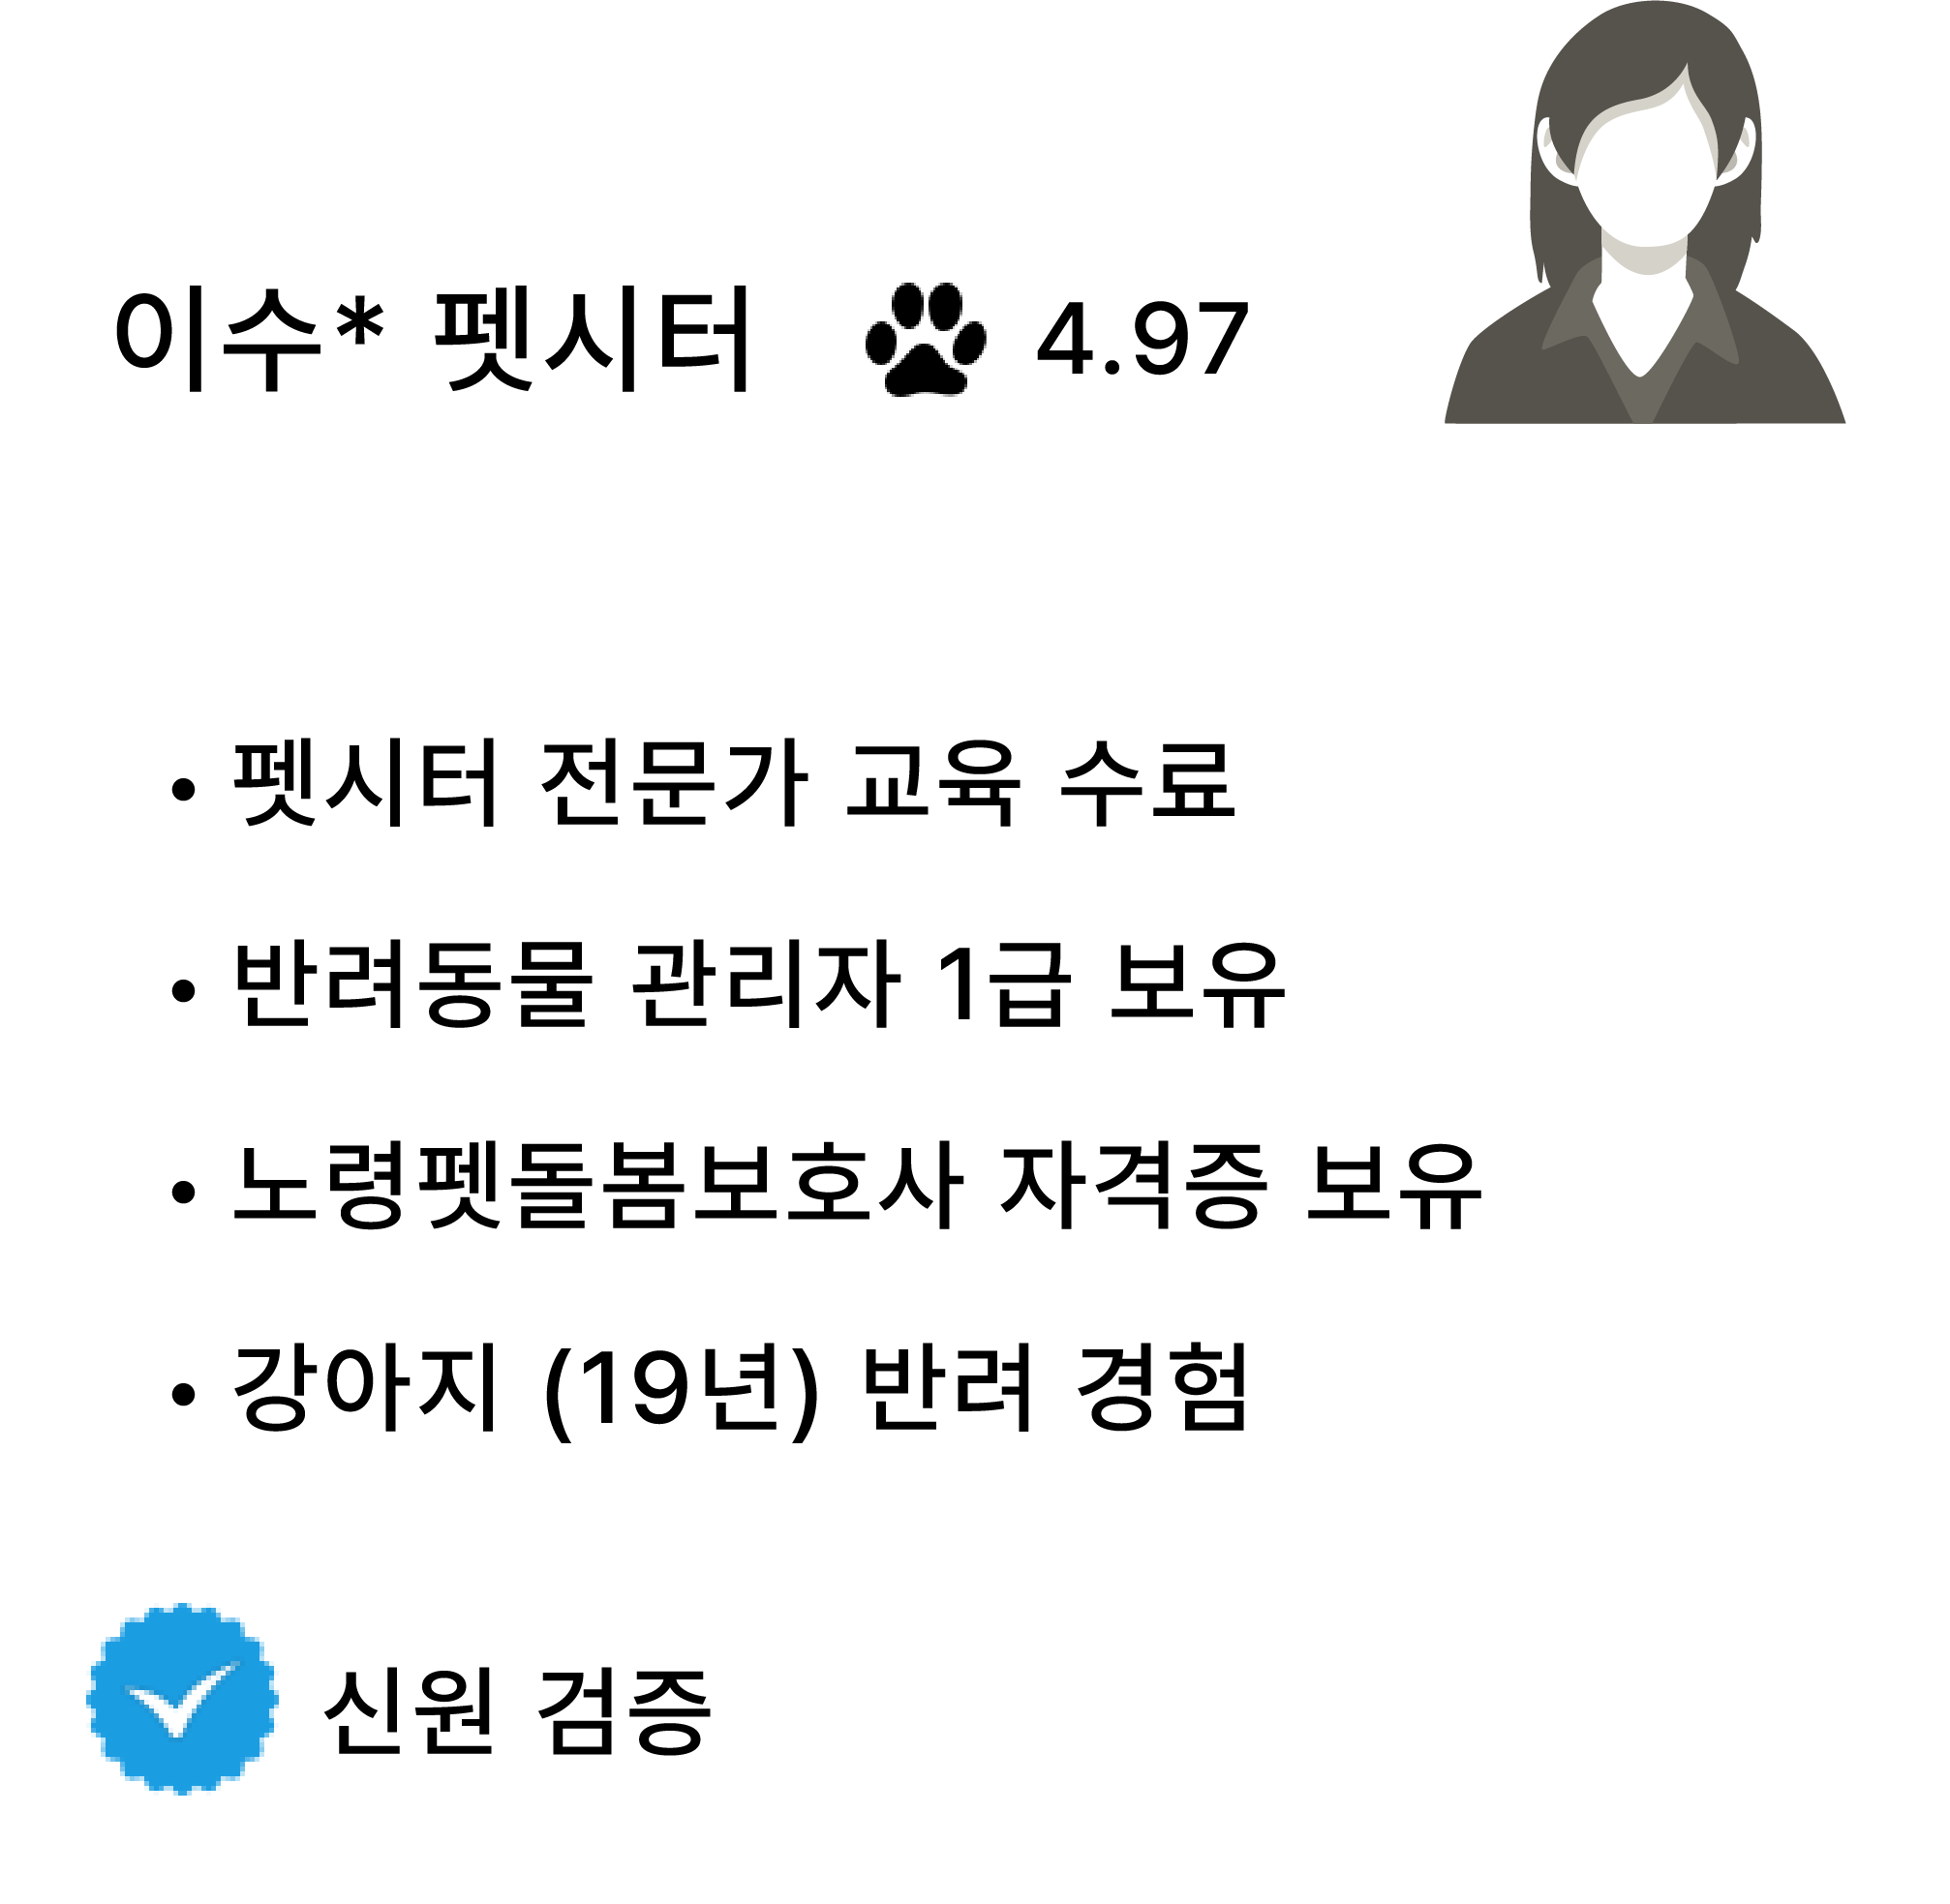 이수* 펫시터 4.97
• 펫시터 전문가 교육 수료
• 반려동물 관리자 1급 보유
• 노령펫돌봄보호사 자격증 보유
• 강아지 (19년) 반려 경험
신원 검증